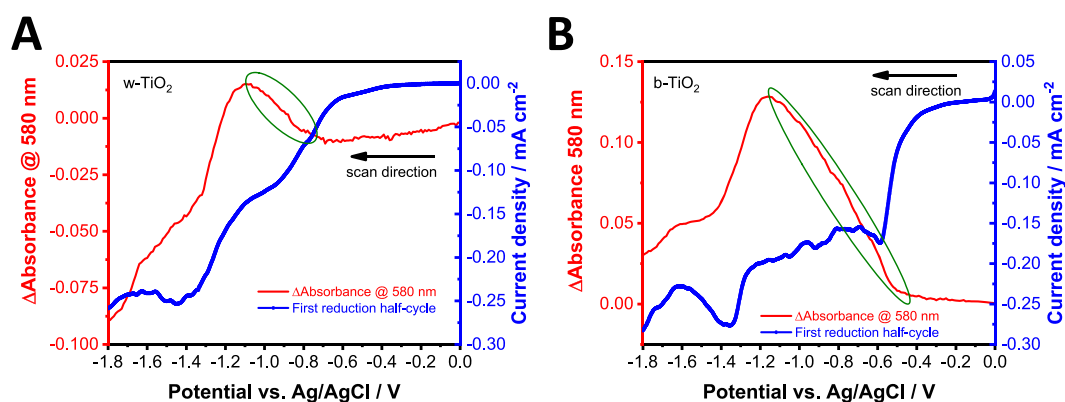 A
w-TiO2
scan direction
ΔAbsorbance @ 580 nm
First reduction half-cycle
ΔAbsorbance @ 580 nm
0.025
0.000
-0.025
-0.050
-0.075
-0.100
Current density / mA cm-2
0.00
-0.05
-0.10
-0.15
-0.20
-0.25
-0.30
-1.8 -1.6 -1.4 -1.2 -1.0 -0.8 -0.6 -0.4 -0.2 0.0
Potential vs. Ag/AgCl / V
B
b-TiO2
scan direction
ΔAbsorbance @ 580 nm
First reduction half-cycle
ΔAbsorbance 580 nm
0.15
0.10
0.05
0.00
Current density / mA cm-2
0.05
0.00
-0.05
-0.10
-0.15
-0.20
-0.25
-0.30
-1.8 -1.6 -1.4 -1.2 -1.0 -0.8 -0.6 -0.4 -0.2 0.0
Potential vs. Ag/AgCl / V